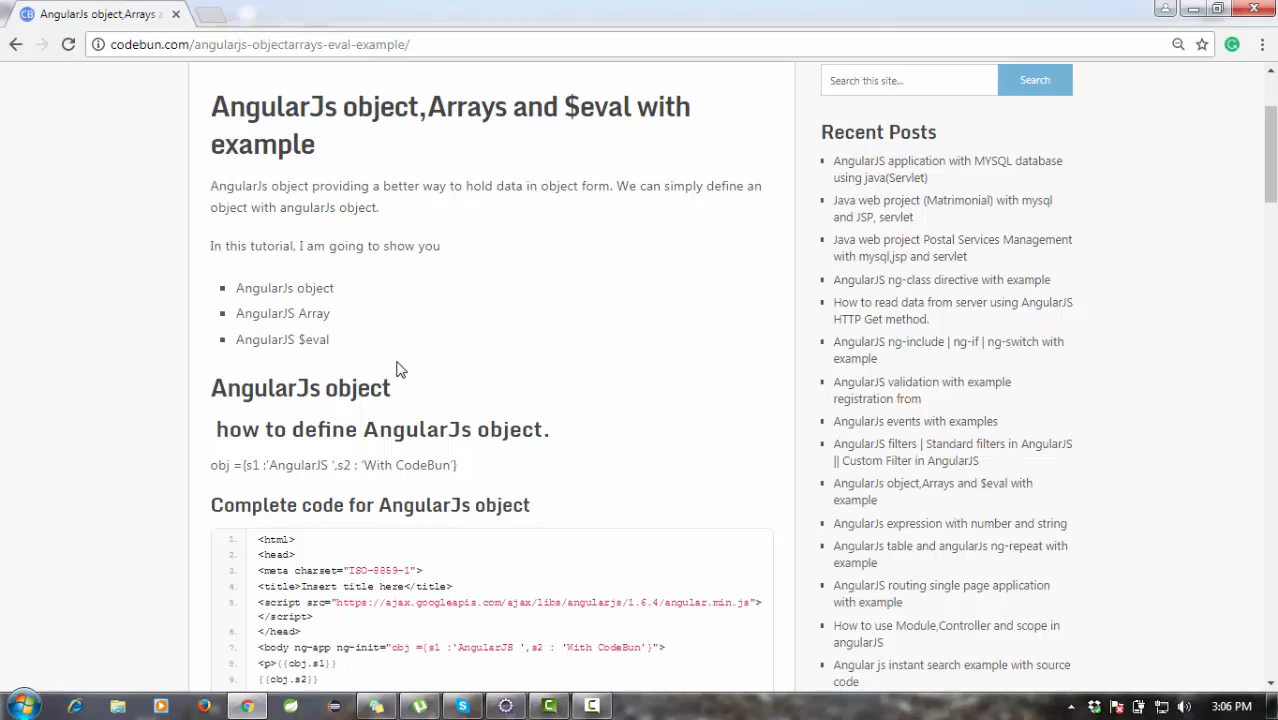 AngularJs object,Arrays a
codebun.com/angularjs-objectarrays-eval-example/
AngularJs object,Arrays and $eval with
example
AngularJs object providing a better way to hold data in object form. We can simply define an
object with angularJs object.
In this tutorial, I am going to show you
AngularJs object
AngularJS Array
AngularJS $eval
AngularJs object
how to define AngularJs object.
obj ={s1 :'AngularJS ',s2 : 'With CodeBun'}
Complete code for AngularJs object
1. <html>
2. <head>
3. <meta charset="ISO-8859-1">
4. <title>Insert title here</title>
5. <script src="https://ajax.googleapis.com/ajax/libs/angularjs/1.6.4/angular.min.js">
</script>
6. </head>
7. <body ng-app ng-init="obj ={s1 :'AngularJS ',s2 : 'With CodeBun'}">
8. <p>{{obj.s1}}
9. {{obj.s2}}
Search this site...
Search
Recent Posts
AngularJS application with MYSQL database
using java(Servlet)
Java web project (Matrimonial) with mysql
and JSP, servlet
Java web project Postal Services Management
with mysql,jsp and servlet
AngularJS ng-class directive with example
How to read data from server using AngularJS
HTTP Get method.
AngularJS ng-include | ng-if | ng-switch with
example
AngularJS validation with example
registration from
AngularJs events with examples
AngularJS filters | Standard filters in AngularJS
|| Custom Filter in AngularJS
AngularJs object,Arrays and $eval with
example
AngularJs expression with number and string
AngularJs table and angularJs ng-repeat with
example
AngularJS routing single page application
with example
How to use Module,Controller and scope in
angularJS
Angular js instant search example with source
code
3:06 PM